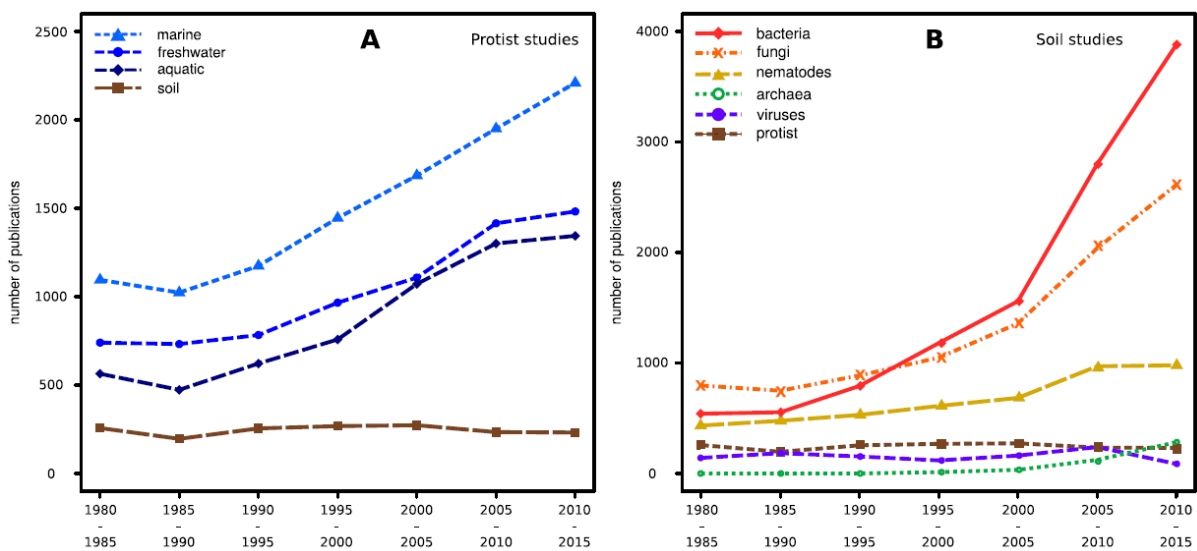 A
Protist studies
marine
freshwater
aquatic
soil
number of publications
2500
2000
1500
1000
500
0
1980 1985 1990 1995 2000 2005 2010
– – – – – – –
1985 1990 1995 2000 2005 2010 2015
B
Soil studies
bacteria
fungi
nematodes
archaea
viruses
protist
number of publications
4000
3000
2000
1000
0
1980 1985 1990 1995 2000 2005 2010
– – – – – – –
1985 1990 1995 2000 2005 2010 2015